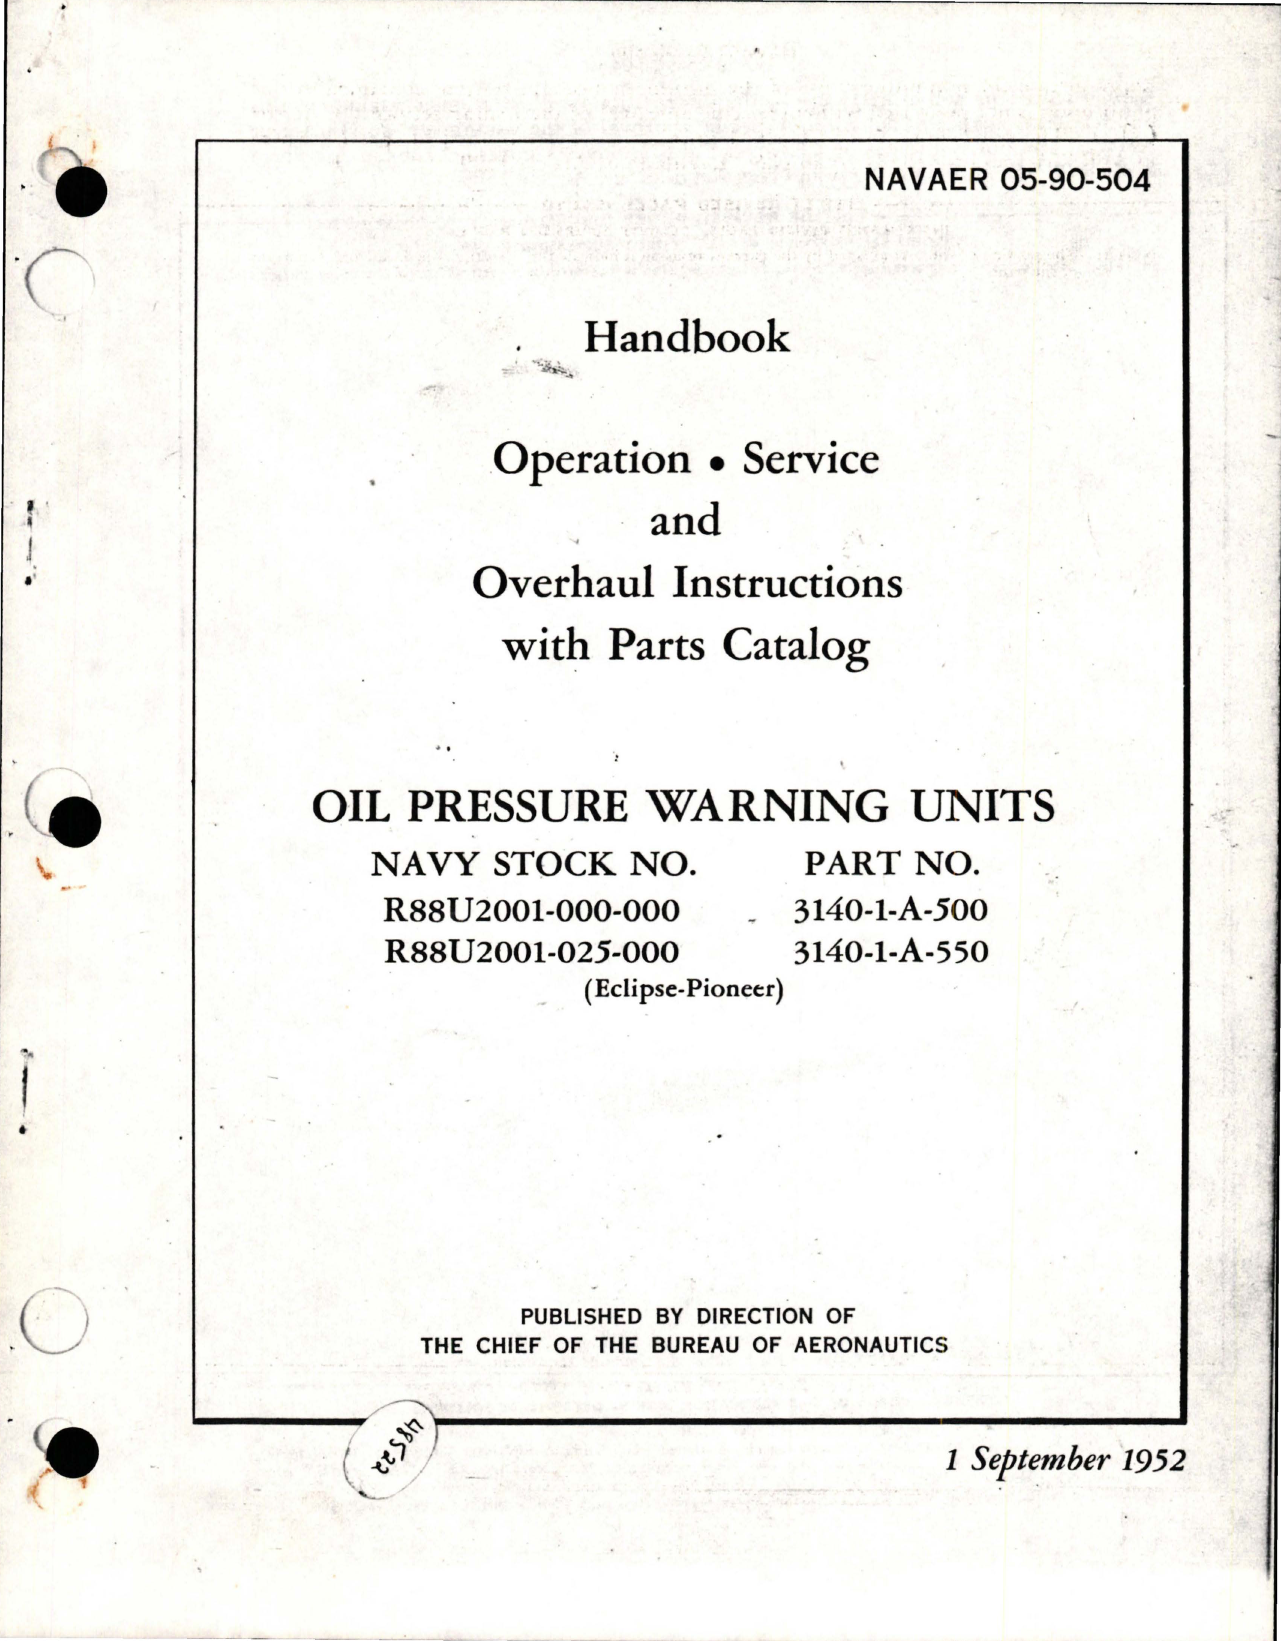 NAVAER 05-90-504
Handbook
Operation • Service
and
Overhaul Instructions
with Parts Catalog
OIL PRESSURE WARNING UNITS
NAVY STOCK NO. PART NO.
R88U2001-000-000 3140-1-A-500
R88U2001-025-000 3140-1-A-550
(Eclipse-Pioneer)
PUBLISHED BY DIRECTION OF
THE CHIEF OF THE BUREAU OF AERONAUTICS
48522
1 September 1952